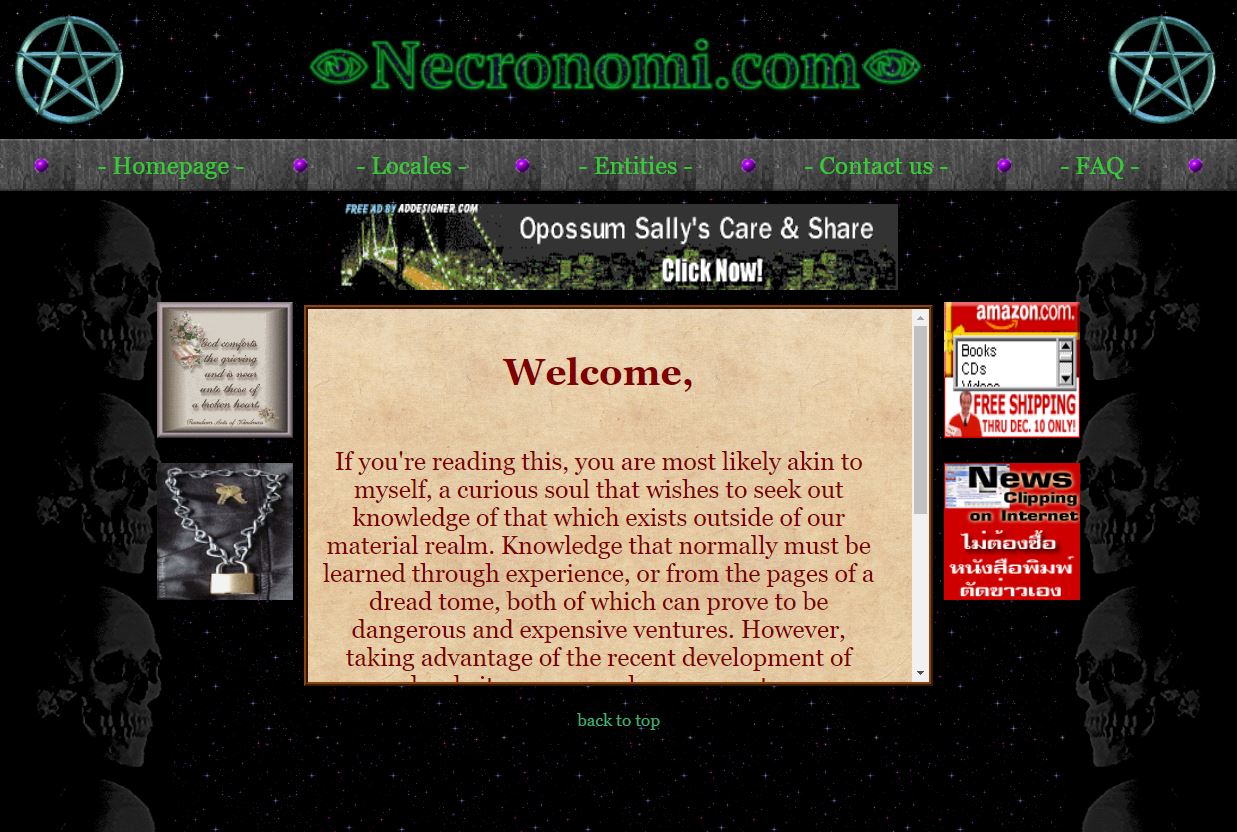 Necronomi.com
- Homepage -
- Locales -
- Entities -
- Contact us -
- FAQ -
FREE AD BY ADDESIGNER.COM
Opossum Sally's Care & Share
Click Now!
God comforts
the grieving
and is near
unto those of
a broken heart.
Random Acts of Kindness
Welcome,
If you're reading this, you are most likely akin to
myself, a curious soul that wishes to seek out
knowledge of that which exists outside of our
material realm. Knowledge that normally must be
learned through experience, or from the pages of a
dread tome, both of which can prove to be
dangerous and expensive ventures. However,
taking advantage of the recent development of
amazon.com.
Books
CDs
Videos
FREE SHIPPING
THRU DEC. 10 ONLY!
News
Clipping
on Internet
ไม่ต้องซื้อ
หนังสือพิมพ์
ตัดข่าวเอง
back to top